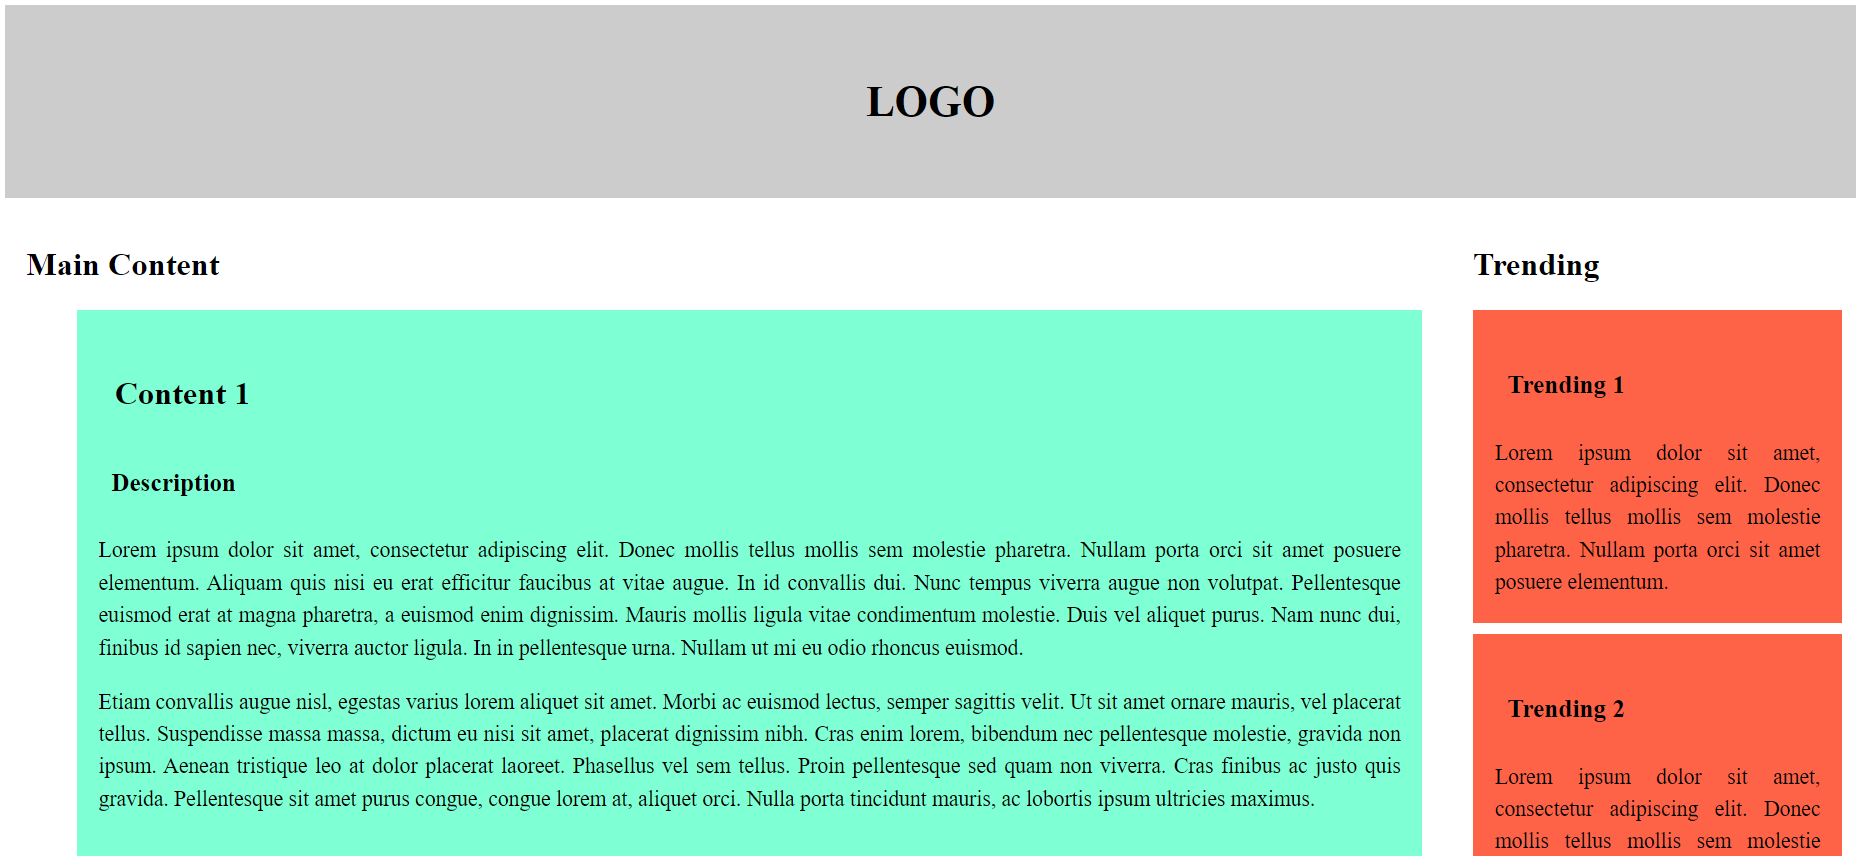 LOGO
Main Content
Content 1
Description
Lorem ipsum dolor sit amet, consectetur adipiscing elit. Donec mollis tellus mollis sem molestie pharetra. Nullam porta orci sit amet posuere
elementum. Aliquam quis nisi eu erat efficitur faucibus at vitae augue. In id convallis dui. Nunc tempus viverra augue non volutpat. Pellentesque
euismod erat at magna pharetra, a euismod enim dignissim. Mauris mollis ligula vitae condimentum molestie. Duis vel aliquet purus. Nam nunc dui,
finibus id sapien nec, viverra auctor ligula. In in pellentesque urna. Nullam ut mi eu odio rhoncus euismod.
Etiam convallis augue nisl, egestas varius lorem aliquet sit amet. Morbi ac euismod lectus, semper sagittis velit. Ut sit amet ornare mauris, vel placerat
tellus. Suspendisse massa massa, dictum eu nisi sit amet, placerat dignissim nibh. Cras enim lorem, bibendum nec pellentesque molestie, gravida non
ipsum. Aenean tristique leo at dolor placerat laoreet. Phasellus vel sem tellus. Proin pellentesque sed quam non viverra. Cras finibus ac justo quis
gravida. Pellentesque sit amet purus congue, congue lorem at, aliquet orci. Nulla porta tincidunt mauris, ac lobortis ipsum ultricies maximus.
Trending
Trending 1
Lorem ipsum dolor sit amet,
consectetur adipiscing elit. Donec
mollis tellus mollis sem molestie
pharetra. Nullam porta orci sit amet
posuere elementum.
Trending 2
Lorem ipsum dolor sit amet,
consectetur adipiscing elit. Donec
mollis tellus mollis sem molestie